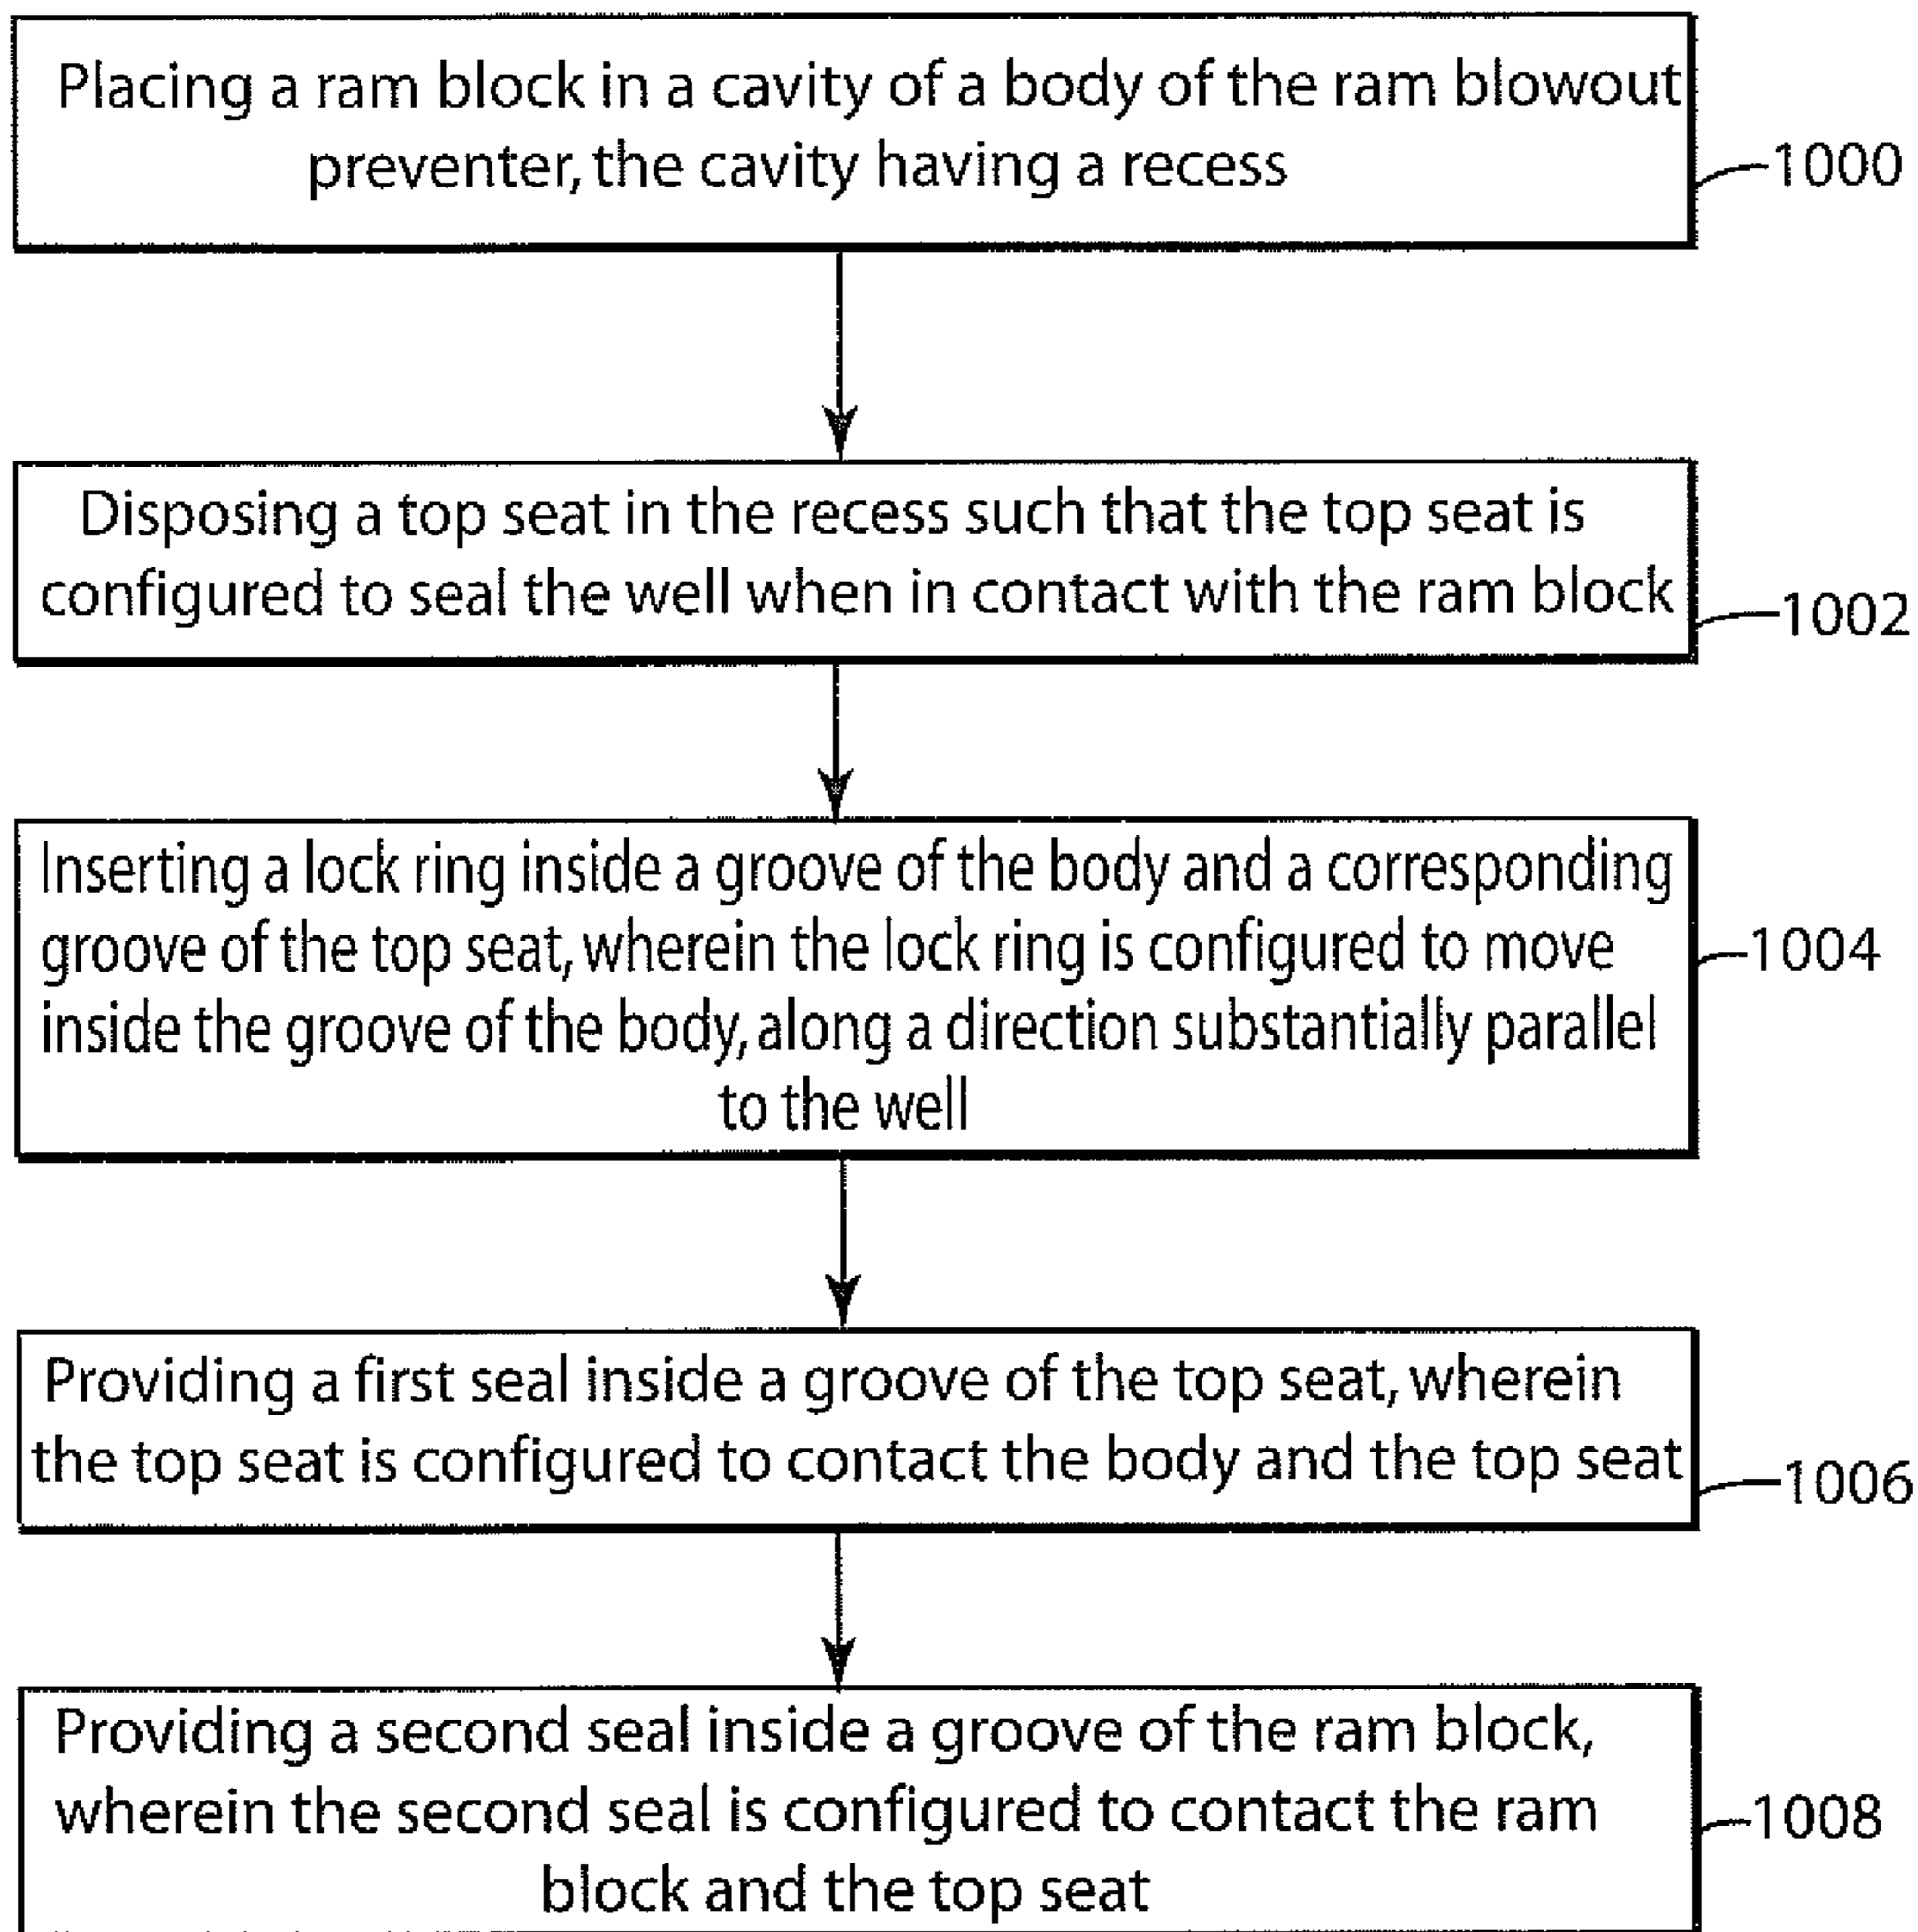 Placing a ram block in a cavity of a body of the ram blowout
preventer, the cavity having a recess
1000
Disposing a top seat in the recess such that the top seat is
configured to seal the well when in contact with the ram block
1002
Inserting a lock ring inside a groove of the body and a corresponding
groove of the top seat, wherein the lock ring is configured to move
inside the groove of the body, along a direction substantially parallel
to the well
1004
Providing a first seal inside a groove of the top seat, wherein
the top seat is configured to contact the body and the top seat
1006
Providing a second seal inside a groove of the ram block,
wherein the second seal is configured to contact the ram
block and the top seat
1008